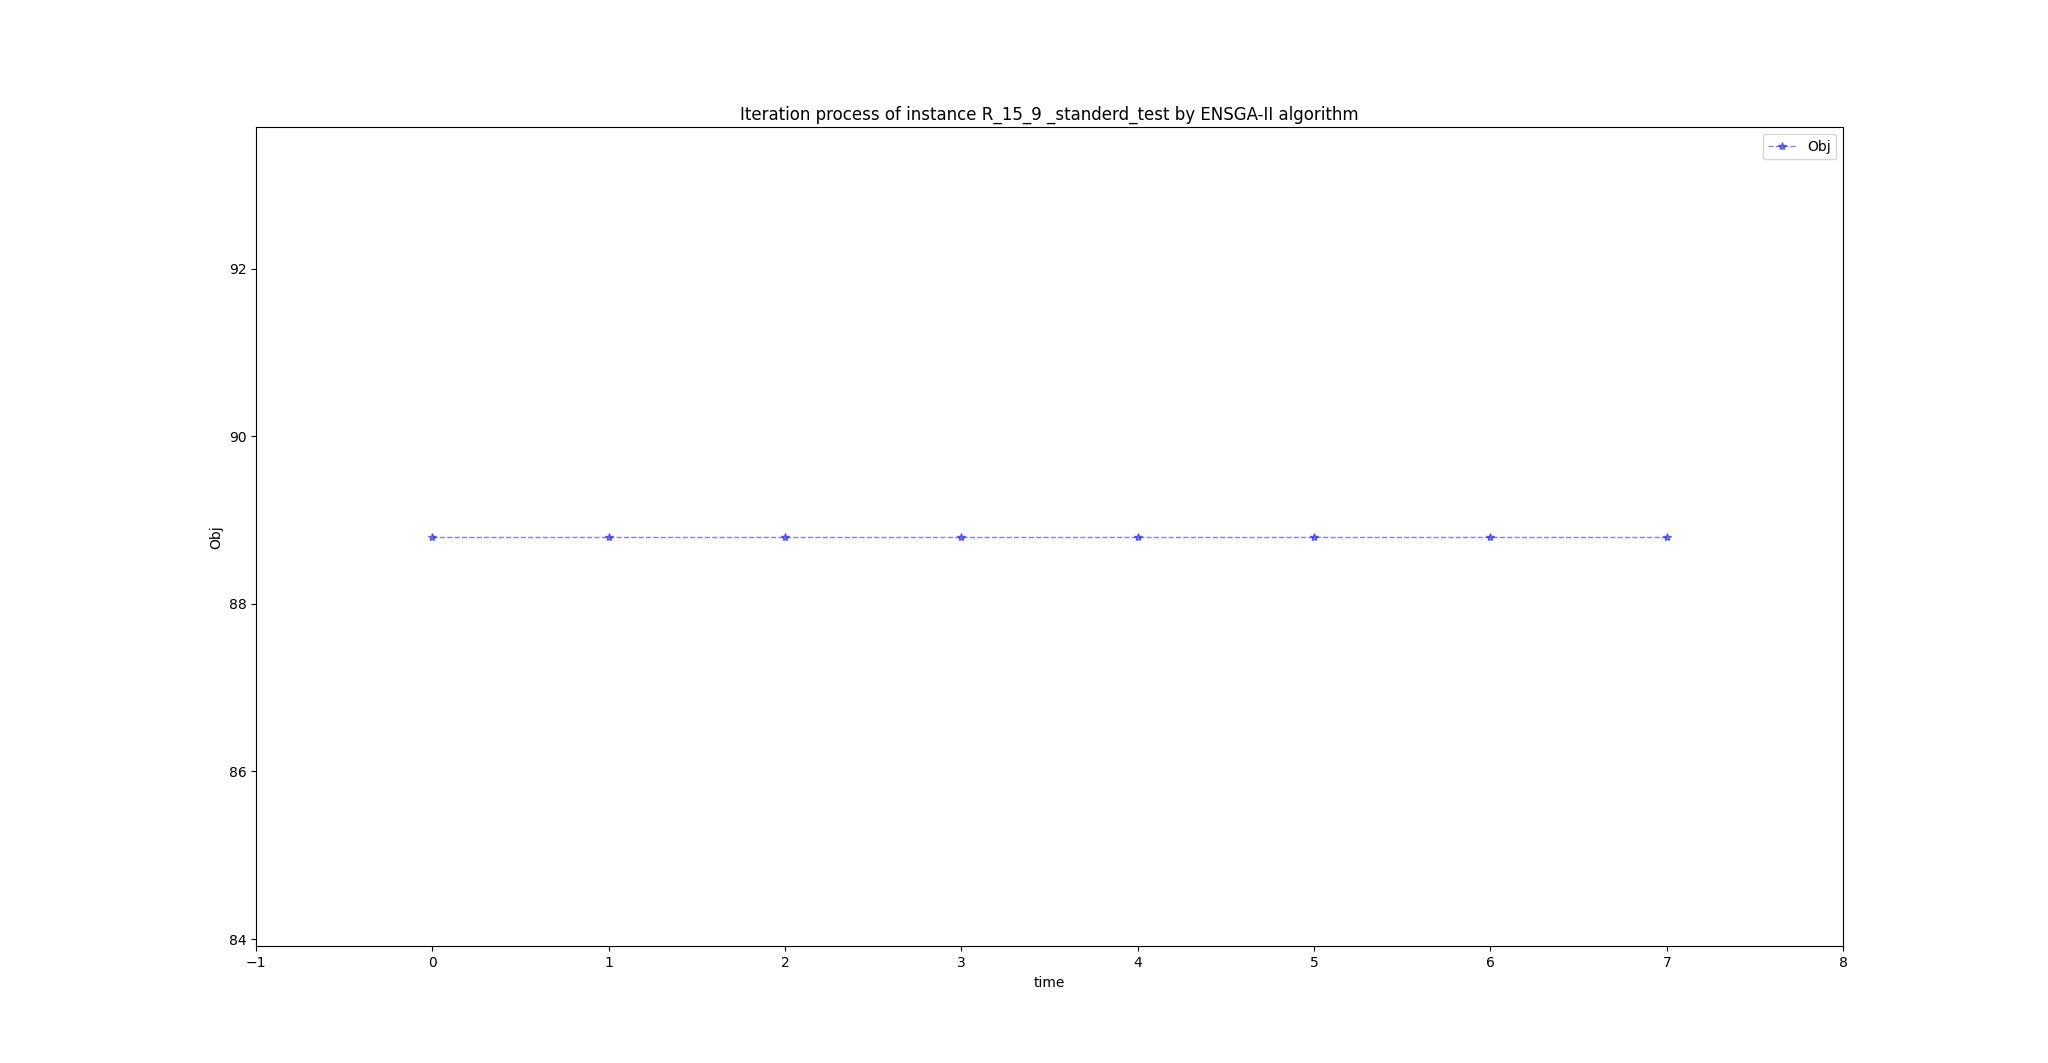 Iteration process of instance R_15_9 _standerd_test by ENSGA-II algorithm
Obj
92
90
88
86
84
Obj
−1 0 1 2 3 4 5 6 7 8
time